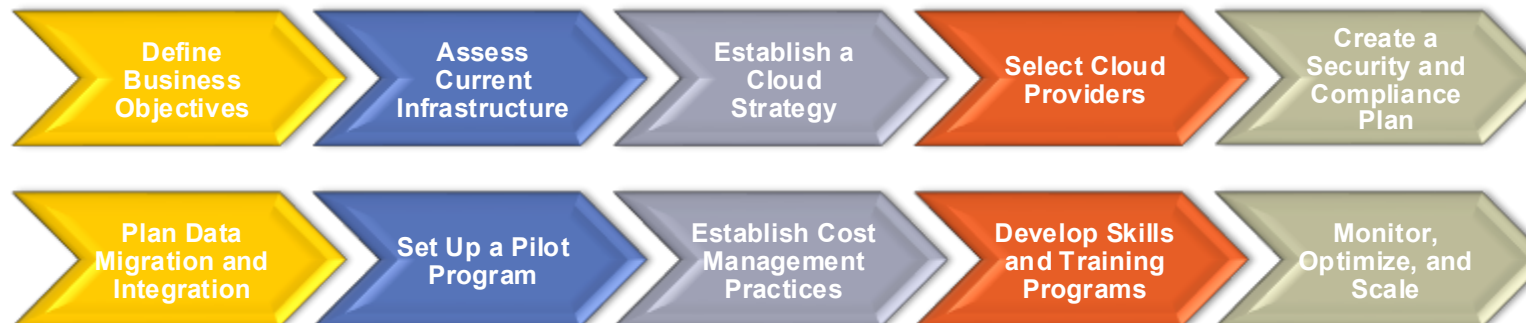 Define
Business
Objectives
Assess
Current
Infrastructure
Establish a
Cloud
Strategy
Select Cloud
Providers
Create a
Security and
Compliance
Plan
Plan Data
Migration and
Integration
Set Up a Pilot
Program
Establish Cost
Management
Practices
Develop Skills
and Training
Programs
Monitor,
Optimize, and
Scale